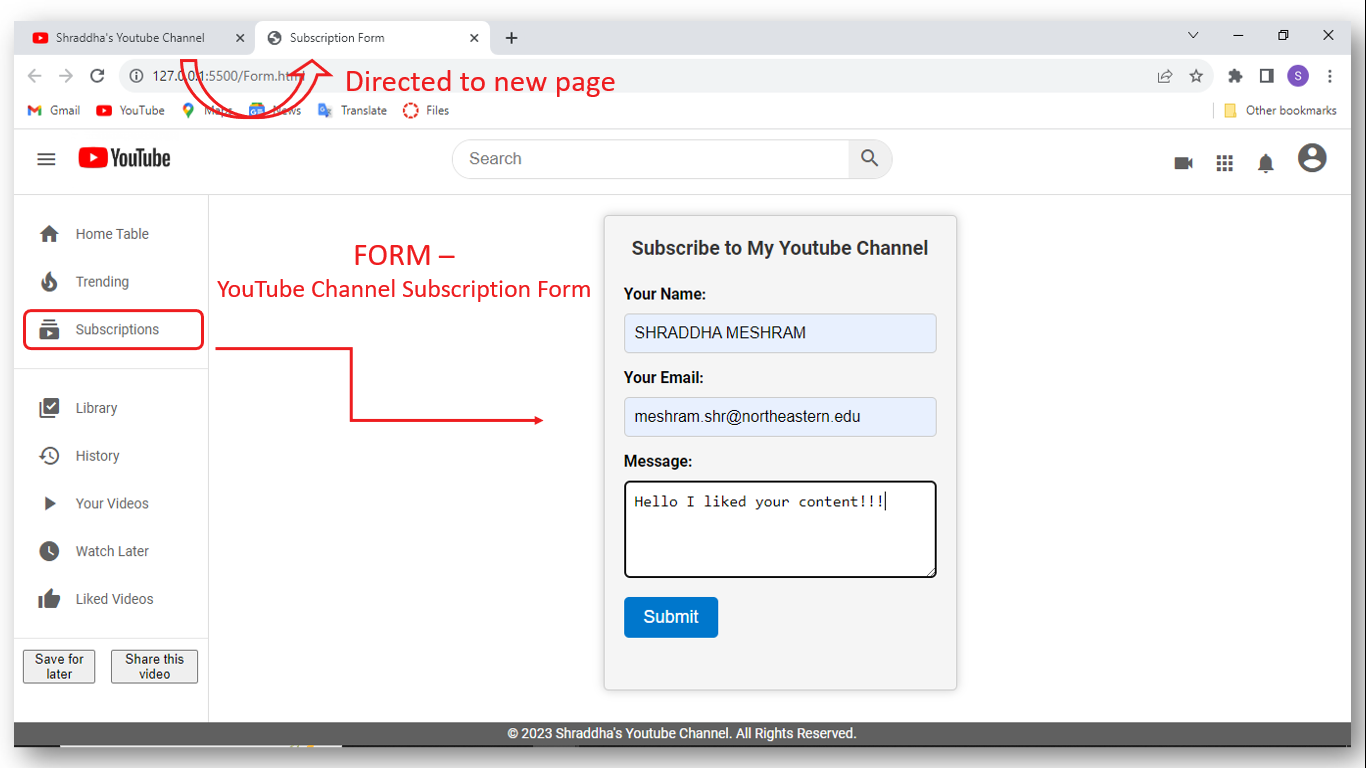 Shraddha's Youtube Channel
Subscription Form
127.0.0.1:5500/Form.html
Directed to new page
S
Gmail
YouTube
Maps
News
Translate
Files
Other bookmarks
YouTube
Search
Home Table
Trending
Subscriptions
Library
History
Your Videos
Watch Later
Liked Videos
Save for
later
Share this
video
FORM –
YouTube Channel Subscription Form
Subscribe to My Youtube Channel
Your Name:
SHRADDHA MESHRAM
Your Email:
meshram.shr@northeastern.edu
Message:
Hello I liked your content!!!
Submit
© 2023 Shraddha's Youtube Channel. All Rights Reserved.